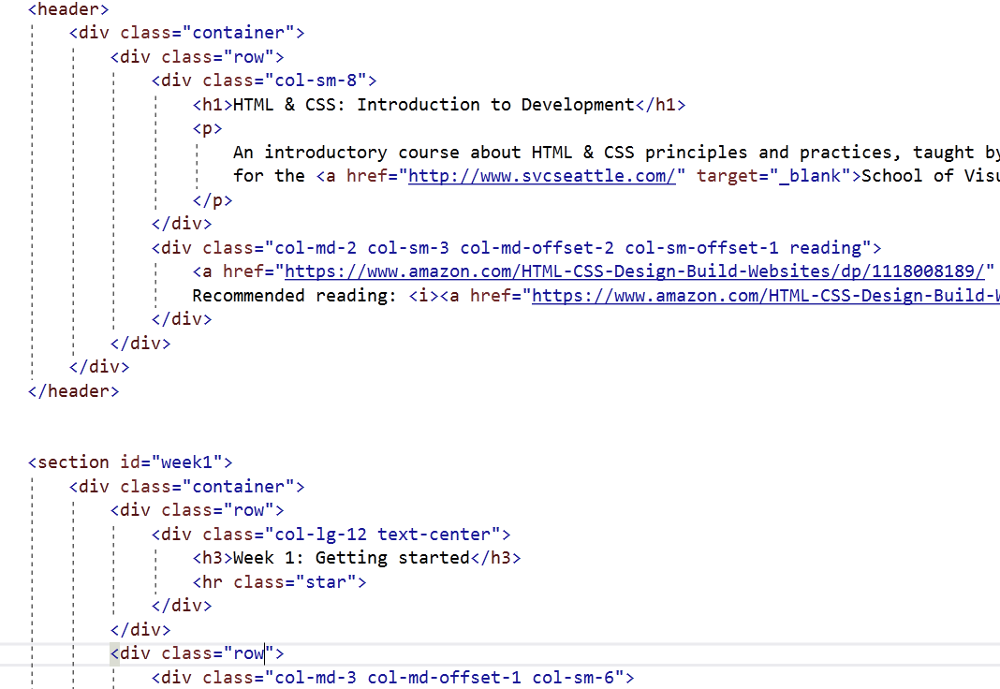 <header>
<div class="container">
<div class="row">
<div class="col-sm-8">
<h1>HTML & CSS: Introduction to Development</h1>
<p>
An introductory course about HTML & CSS principles and practices, taught by
for the <a href="http://www.svcseattle.com/" target="_blank">School of Visu
</p>
</div>
<div class="col-md-2 col-sm-3 col-md-offset-2 col-sm-offset-1 reading">
<a href="https://www.amazon.com/HTML-CSS-Design-Build-Websites/dp/1118008189/"
Recommended reading: <i><a href="https://www.amazon.com/HTML-CSS-Design-Build-W
</div>
</div>
</div>
</header>
<section id="week1">
<div class="container">
<div class="row">
<div class="col-lg-12 text-center">
<h3>Week 1: Getting started</h3>
<hr class="star">
</div>
</div>
<div class="row">
<div class="col-md-3 col-md-offset-1 col-sm-6">